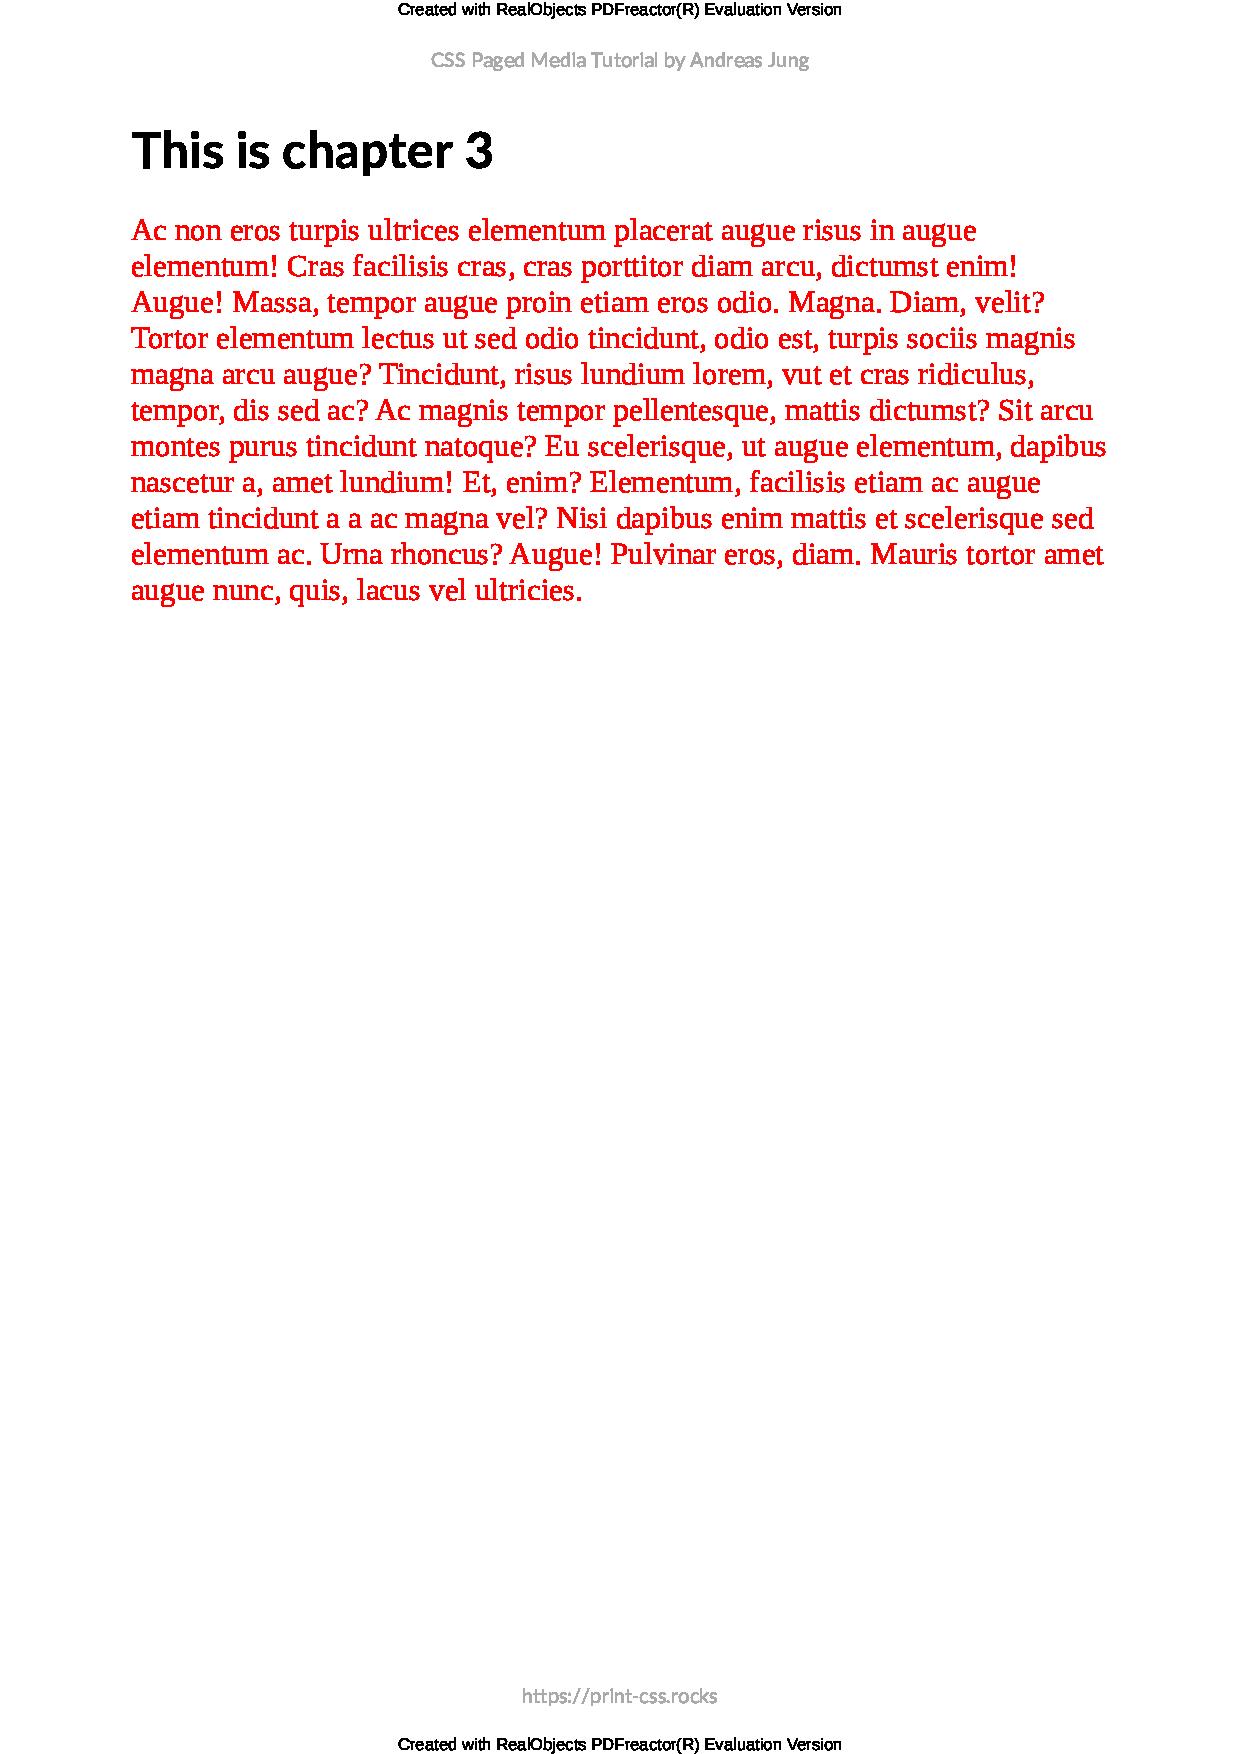 Created with RealObjects PDFreactor(R) Evaluation Version
CSS Paged Media Tutorial by Andreas Jung
This is chapter 3
Ac non eros turpis ultrices elementum placerat augue risus in augue
elementum! Cras facilisis cras, cras porttitor diam arcu, dictumst enim!
Augue! Massa, tempor augue proin etiam eros odio. Magna. Diam, velit?
Tortor elementum lectus ut sed odio tincidunt, odio est, turpis sociis magnis
magna arcu augue? Tincidunt, risus lundium lorem, vut et cras ridiculus,
tempor, dis sed ac? Ac magnis tempor pellentesque, mattis dictumst? Sit arcu
montes purus tincidunt natoque? Eu scelerisque, ut augue elementum, dapibus
nascetur a, amet lundium! Et, enim? Elementum, facilisis etiam ac augue
etiam tincidunt a a ac magna vel? Nisi dapibus enim mattis et scelerisque sed
elementum ac. Urna rhoncus? Augue! Pulvinar eros, diam. Mauris tortor amet
augue nunc, quis, lacus vel ultricies.
https://print-css.rocks
Created with RealObjects PDFreactor(R) Evaluation Version